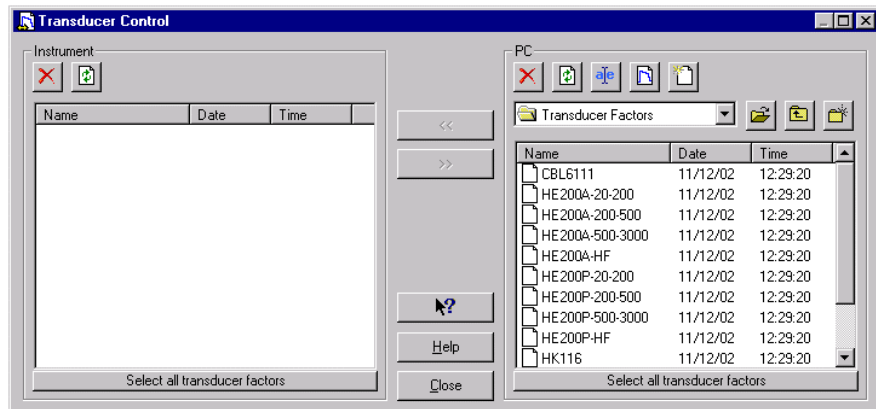 Transducer Control
Instrument
Name Date Time
Select all transducer factors
<<
>>
?
Help
Close
PC
a e
Transducer Factors
Name Date Time
CBL6111 11/12/02 12:29:20
HE200A-20-200 11/12/02 12:29:20
HE200A-200-500 11/12/02 12:29:20
HE200A-500-3000 11/12/02 12:29:20
HE200A-HF 11/12/02 12:29:20
HE200P-20-200 11/12/02 12:29:20
HE200P-200-500 11/12/02 12:29:20
HE200P-500-3000 11/12/02 12:29:20
HE200P-HF 11/12/02 12:29:20
HK116 11/12/02 12:29:20
Select all transducer factors